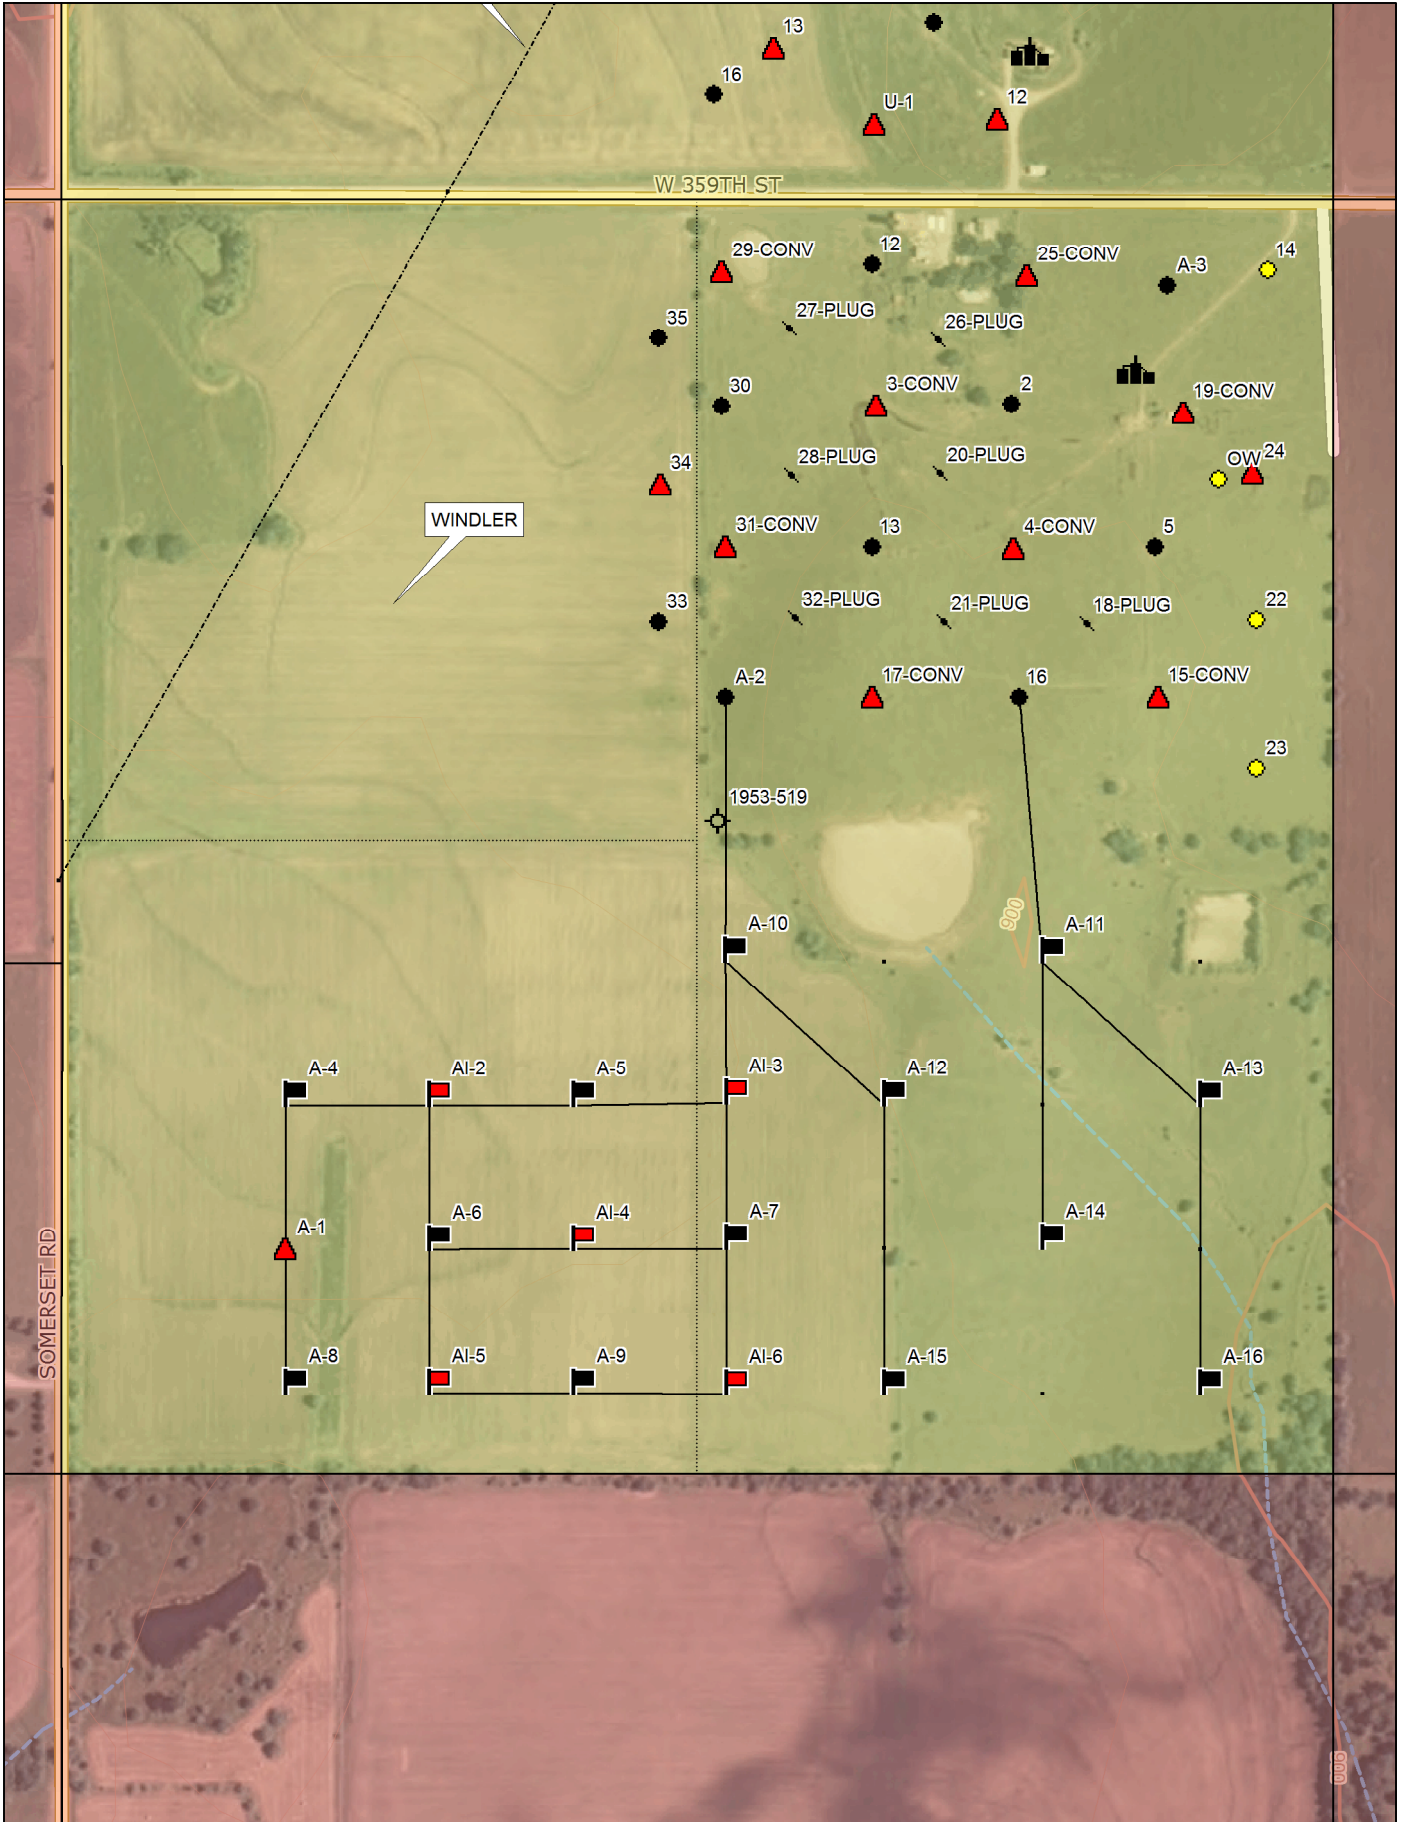 13
16
U-1
12
W 359TH ST
29-CONV
12
25-CONV
A-3
14
27-PLUG
26-PLUG
35
30
3-CONV
2
19-CONV
34
28-PLUG
20-PLUG
OW
24
WINDLER
31-CONV
13
4-CONV
5
33
32-PLUG
21-PLUG
18-PLUG
22
A-2
17-CONV
16
15-CONV
23
1953-519
900
A-10
A-11
A-4
AI-2
A-5
AI-3
A-12
A-13
A-1
A-6
AI-4
A-7
A-14
SOMERSET RD
A-8
AI-5
A-9
AI-6
A-15
A-16
900